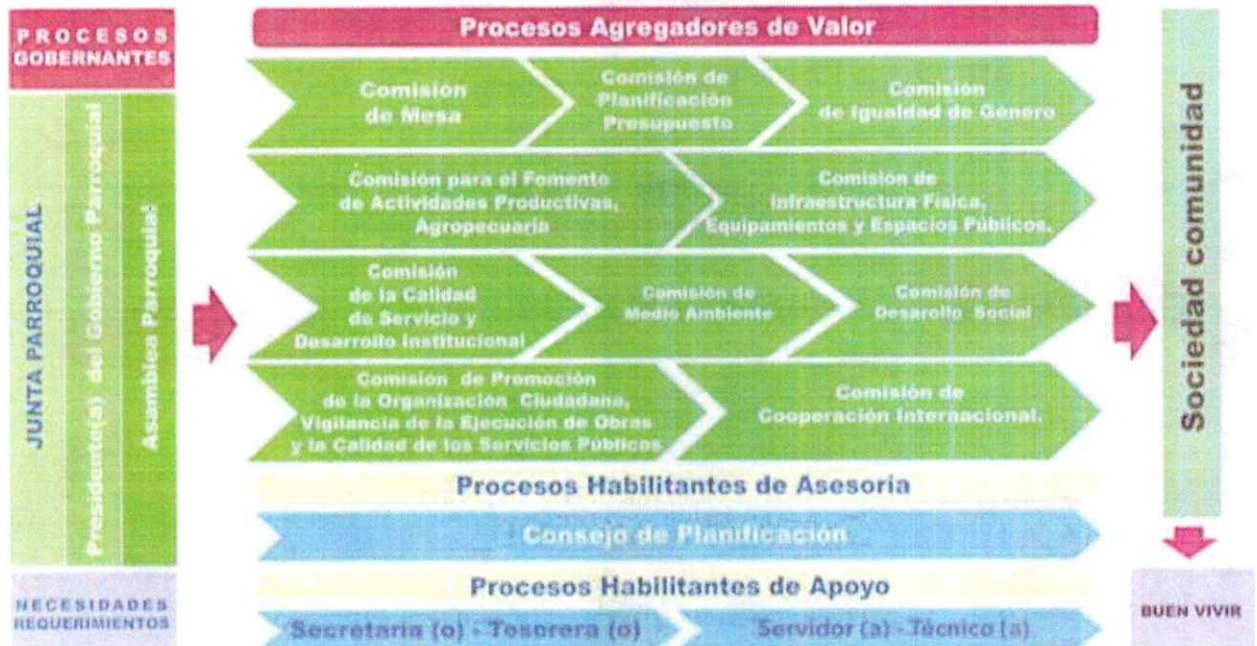 PROCESOS
GOBERNANTES
JUNTA PARROQUIAL
Presidente(a) del Gobierno Parroquial
Asamblea Parroquial
NECESIDADES
REQUERIMIENTOS
Procesos Agregadores de Valor
Comisión
de Mesa
Comisión de
Planificación
Presupuesto
Comisión
de Igualdad de Género
Comisión para el Fomento
de Actividades Productivas,
Agropecuaria
Comisión de
Infraestructura Física,
Equipamientos y Espacios Públicos.
Comisión
de la Calidad
de Servicio y
Desarrollo Institucional
Comisión de
Medio Ambiente
Comisión de
Desarollo Social
Comisión de Promoción
de la Organización Ciudadana,
Vigilancia de la Ejecución de Obras
y la Calidad de los Servicios Públicos
Comisión de
Cooperación Internacional.
Procesos Habilitantes de Asesoría
Consejo de Planificación
Procesos Habilitantes de Apoyo
Secretaria (o) - Tesorera (o)
Servidor (a) - Técnico (a)
Sociedad comunidad
BUEN VIVIR